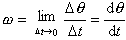 ω = lim Δt→0 Δθ/Δt = dθ/dt